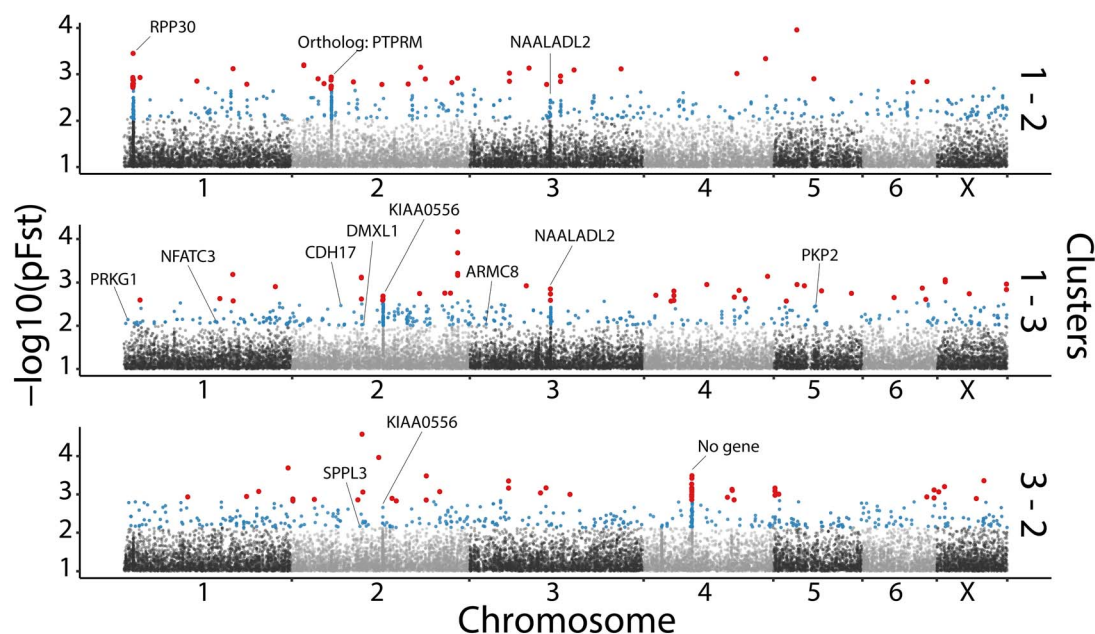 4
3
2
1
RPP30
Ortholog: PTPRM
NAALADL2
1 - 2
1 2 3 4 5 6 X
4
3
2
1
PRKG1
NFATC3
CDH17
DMXL1
KIAA0556
ARMC8
NAALADL2
PKP2
1 - 3
1 2 3 4 5 6 X
4
3
2
1
SPPL3
KIAA0556
No gene
3 - 2
1 2 3 4 5 6 X
−log10(pFst)
Clusters
Chromosome